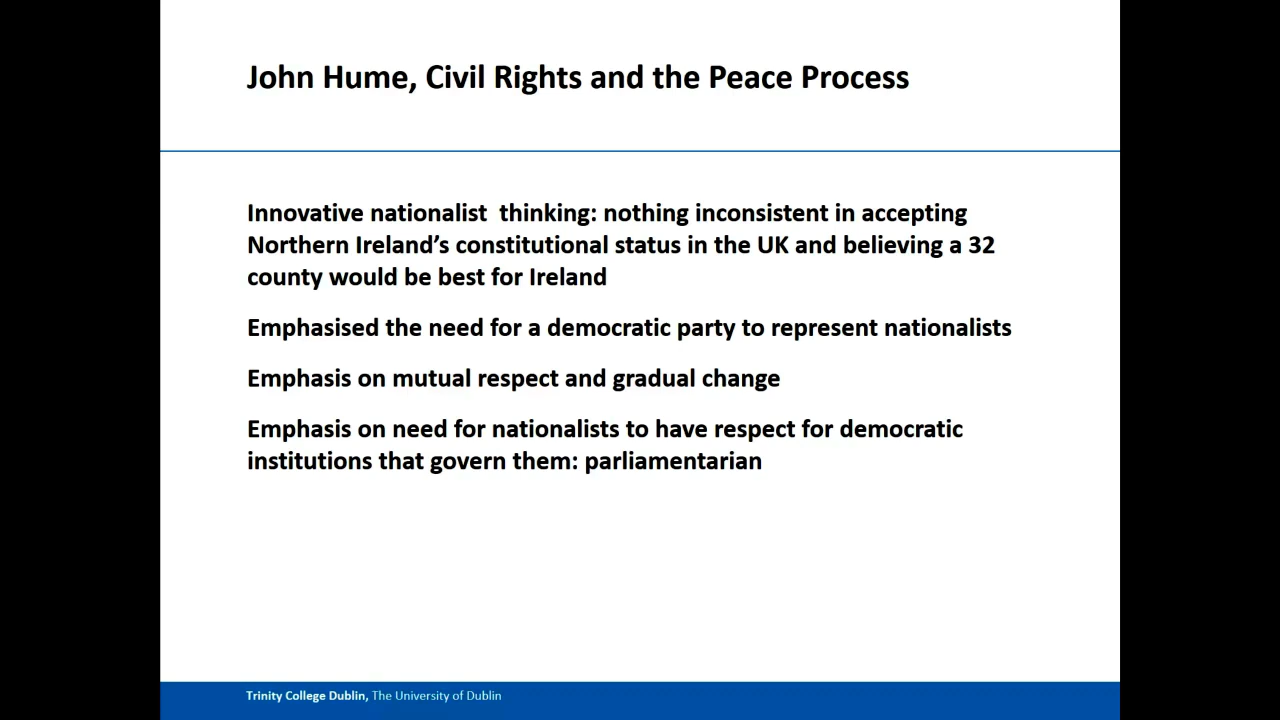 John Hume, Civil Rights and the Peace Process
Innovative nationalist  thinking: nothing inconsistent in accepting
Northern Ireland’s constitutional status in the UK and believing a 32
county would be best for Ireland
Emphasised the need for a democratic party to represent nationalists
Emphasis on mutual respect and gradual change
Emphasis on need for nationalists to have respect for democratic
institutions that govern them: parliamentarian
Trinity College Dublin, The University of Dublin